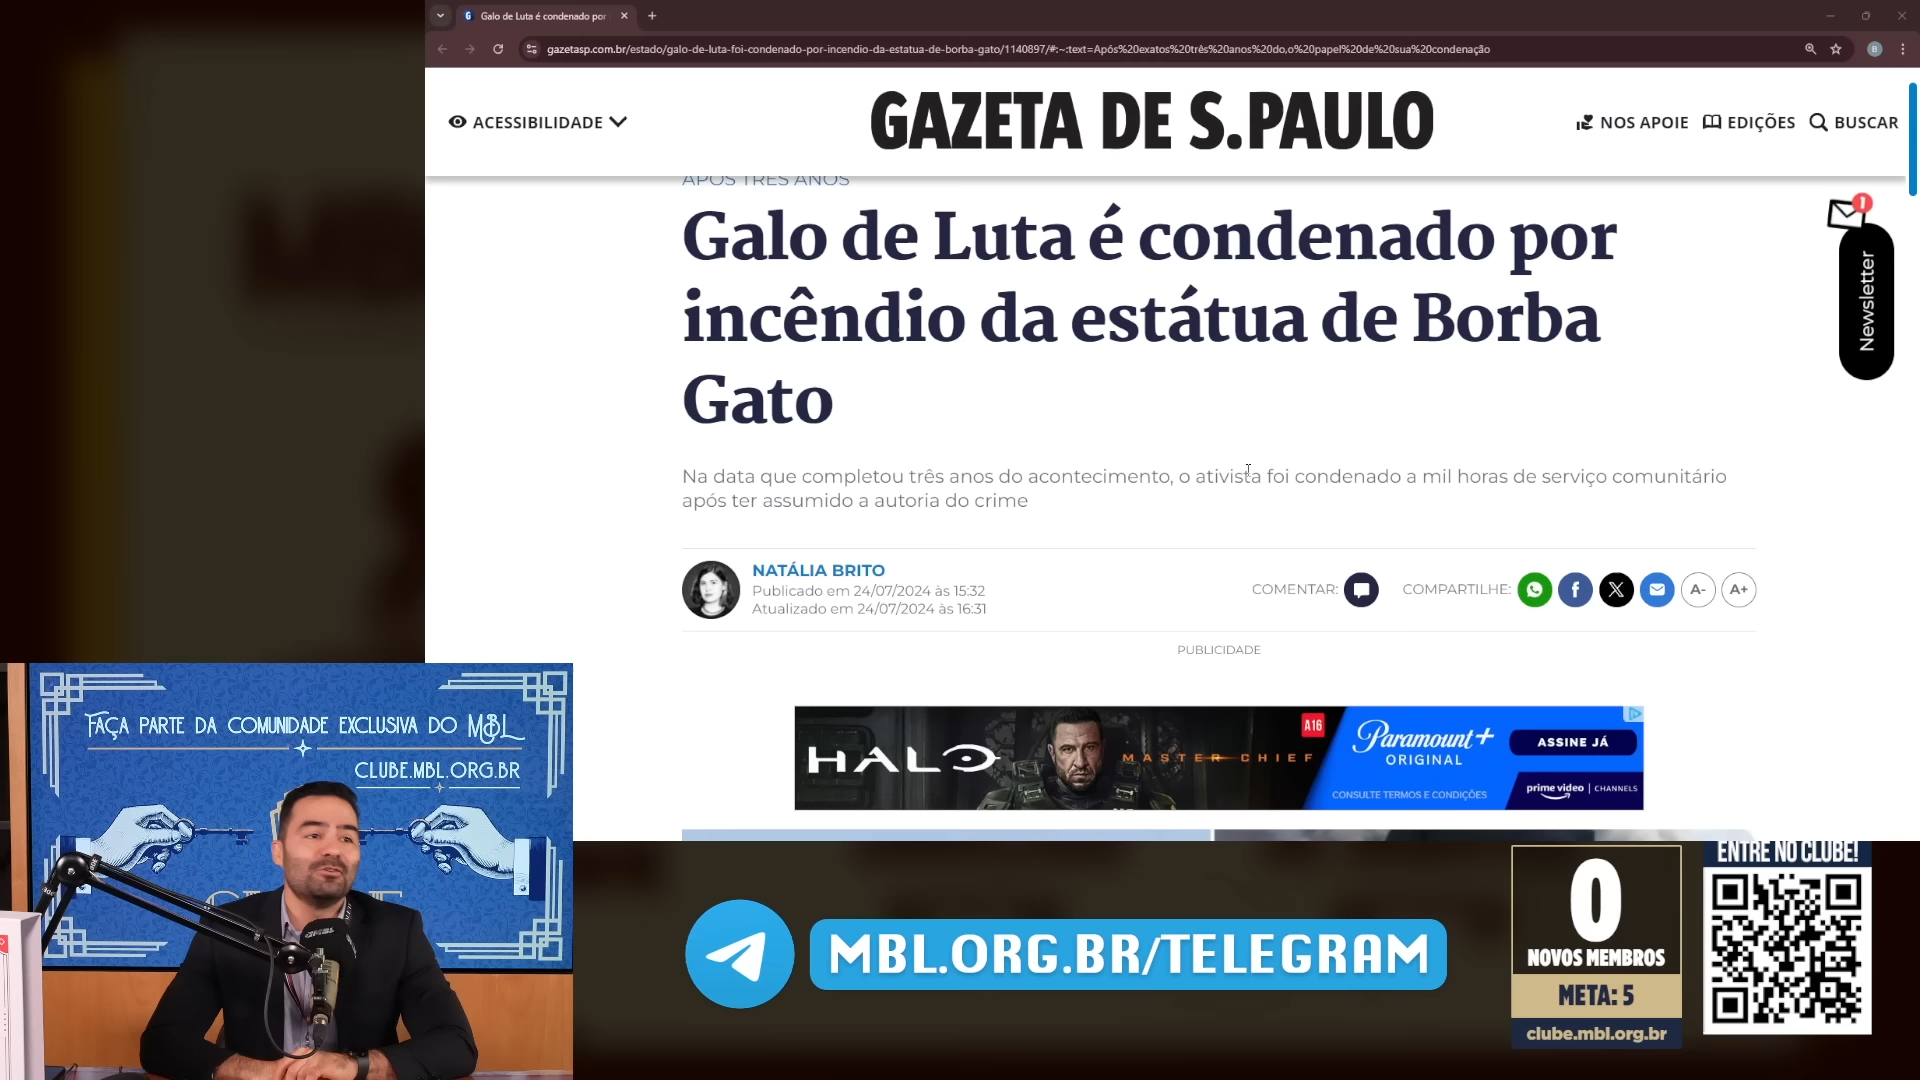 Galo de Luta é condenado por
gazetasp.com.br/estado/galo-de-luta-foi-condenado-por-incendio-da-estatua-de-borba-gato/1140897/#:~:text=Após%20exatos%20três%20anos%20do,o%20papel%20de%20sua%20condenação
B
ACESSIBILIDADE
GAZETA DE S.PAULO
NOS APOIE
EDIÇÕES
BUSCAR
APÓS TRÊS ANOS
Galo de Luta é condenado por
incêndio da estátua de Borba
Gato
1
Newsletter
Na data que completou três anos do acontecimento, o ativista foi condenado a mil horas de serviço comunitário
após ter assumido a autoria do crime
NATÁLIA BRITO
Publicado em 24/07/2024 às 15:32
Atualizado em 24/07/2024 às 16:31
COMENTAR:
COMPARTILHE:
A-
A+
PUBLICIDADE
HALO
MASTER CHIEF
A16
Paramount+
ORIGINAL
CONSULTE TERMOS E CONDIÇÕES
ASSINE JÁ
prime video | CHANNELS
FAÇA PARTE DA COMUNIDADE EXCLUSIVA DO MBL
CLUBE.MBL.ORG.BR
MBL
MBL.ORG.BR/TELEGRAM
0
NOVOS MEMBROS
META: 5
clube.mbl.org.br
ENTRE NO CLUBE!